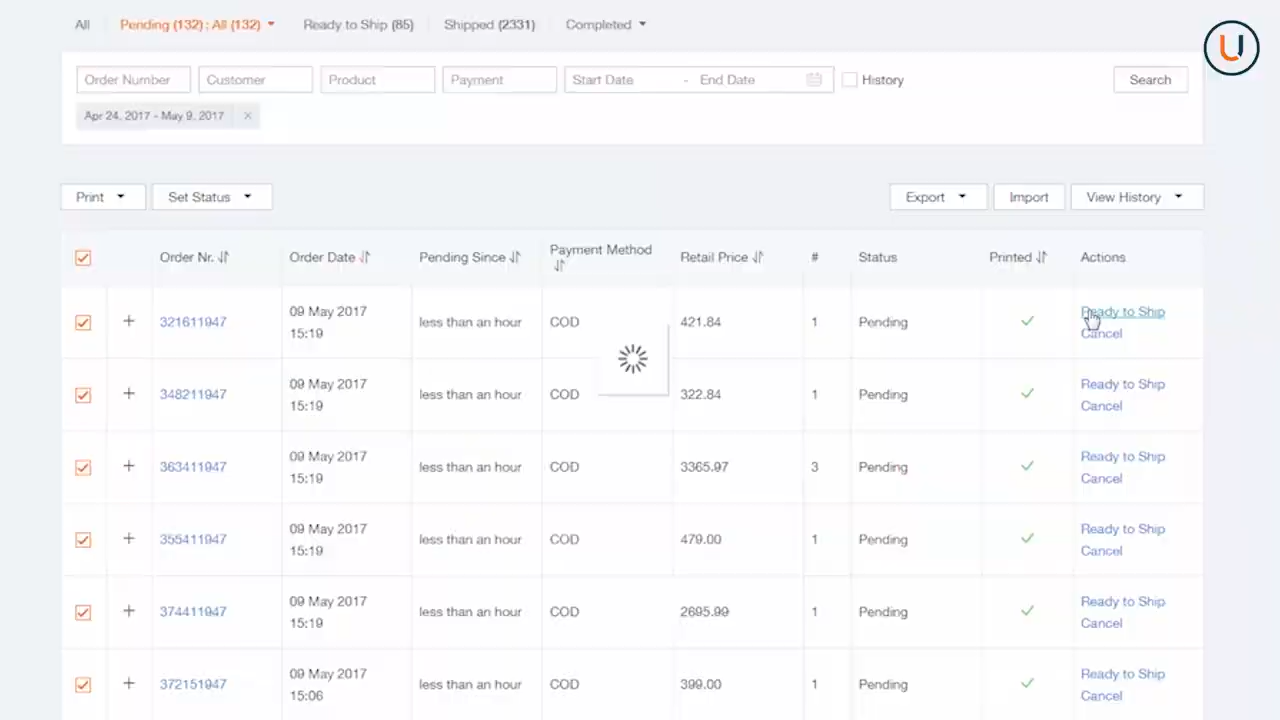 All
Pending (132) : All (132)
Ready to Ship (85)
Shipped (2331)
Completed
Order Number
Customer
Product
Payment
Start Date - End Date
History
Search
Apr 24, 2017 - May 9, 2017 ×
Print
Set Status
Export
Import
View History
Order Nr.
Order Date
Pending Since
Payment Method
Retail Price
#
Status
Printed
Actions
+ 321611947 09 May 2017 less than an hour COD 421.84 1 Pending Ready to Ship
15:19 Cancel
+ 348211947 09 May 2017 less than an hour COD 322.84 1 Pending Ready to Ship
15:19 Cancel
+ 363411947 09 May 2017 less than an hour COD 3365.97 3 Pending Ready to Ship
15:19 Cancel
+ 355411947 09 May 2017 less than an hour COD 479.00 1 Pending Ready to Ship
15:19 Cancel
+ 374411947 09 May 2017 less than an hour COD 2695.99 1 Pending Ready to Ship
15:19 Cancel
+ 372151947 09 May 2017 less than an hour COD 399.00 1 Pending Ready to Ship
15:06 Cancel